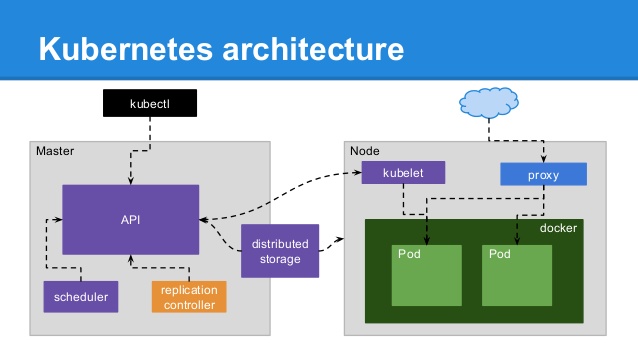 Kubernetes architecture
kubectl
Master
Node
kubelet
proxy
API
docker
distributed
storage
Pod
Pod
scheduler
replication
controller